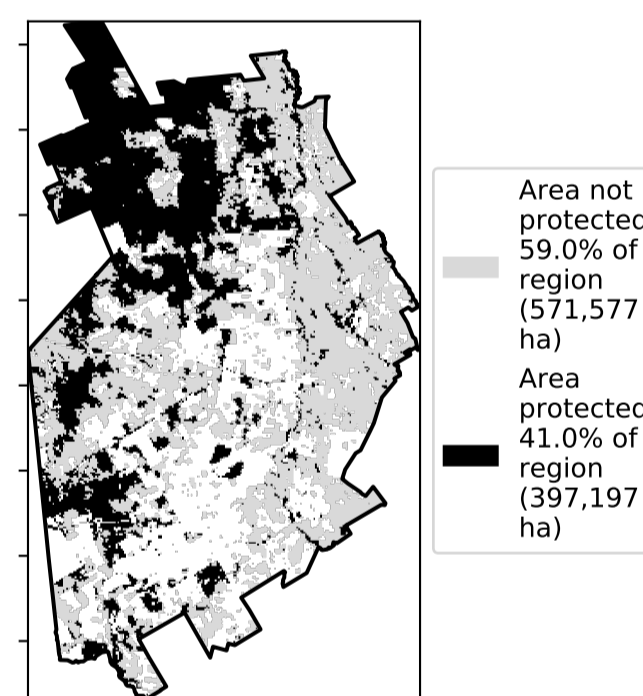 Area not
protected
59.0% of
region
(571,577
ha)
Area
protected
41.0% of
region
(397,197
ha)